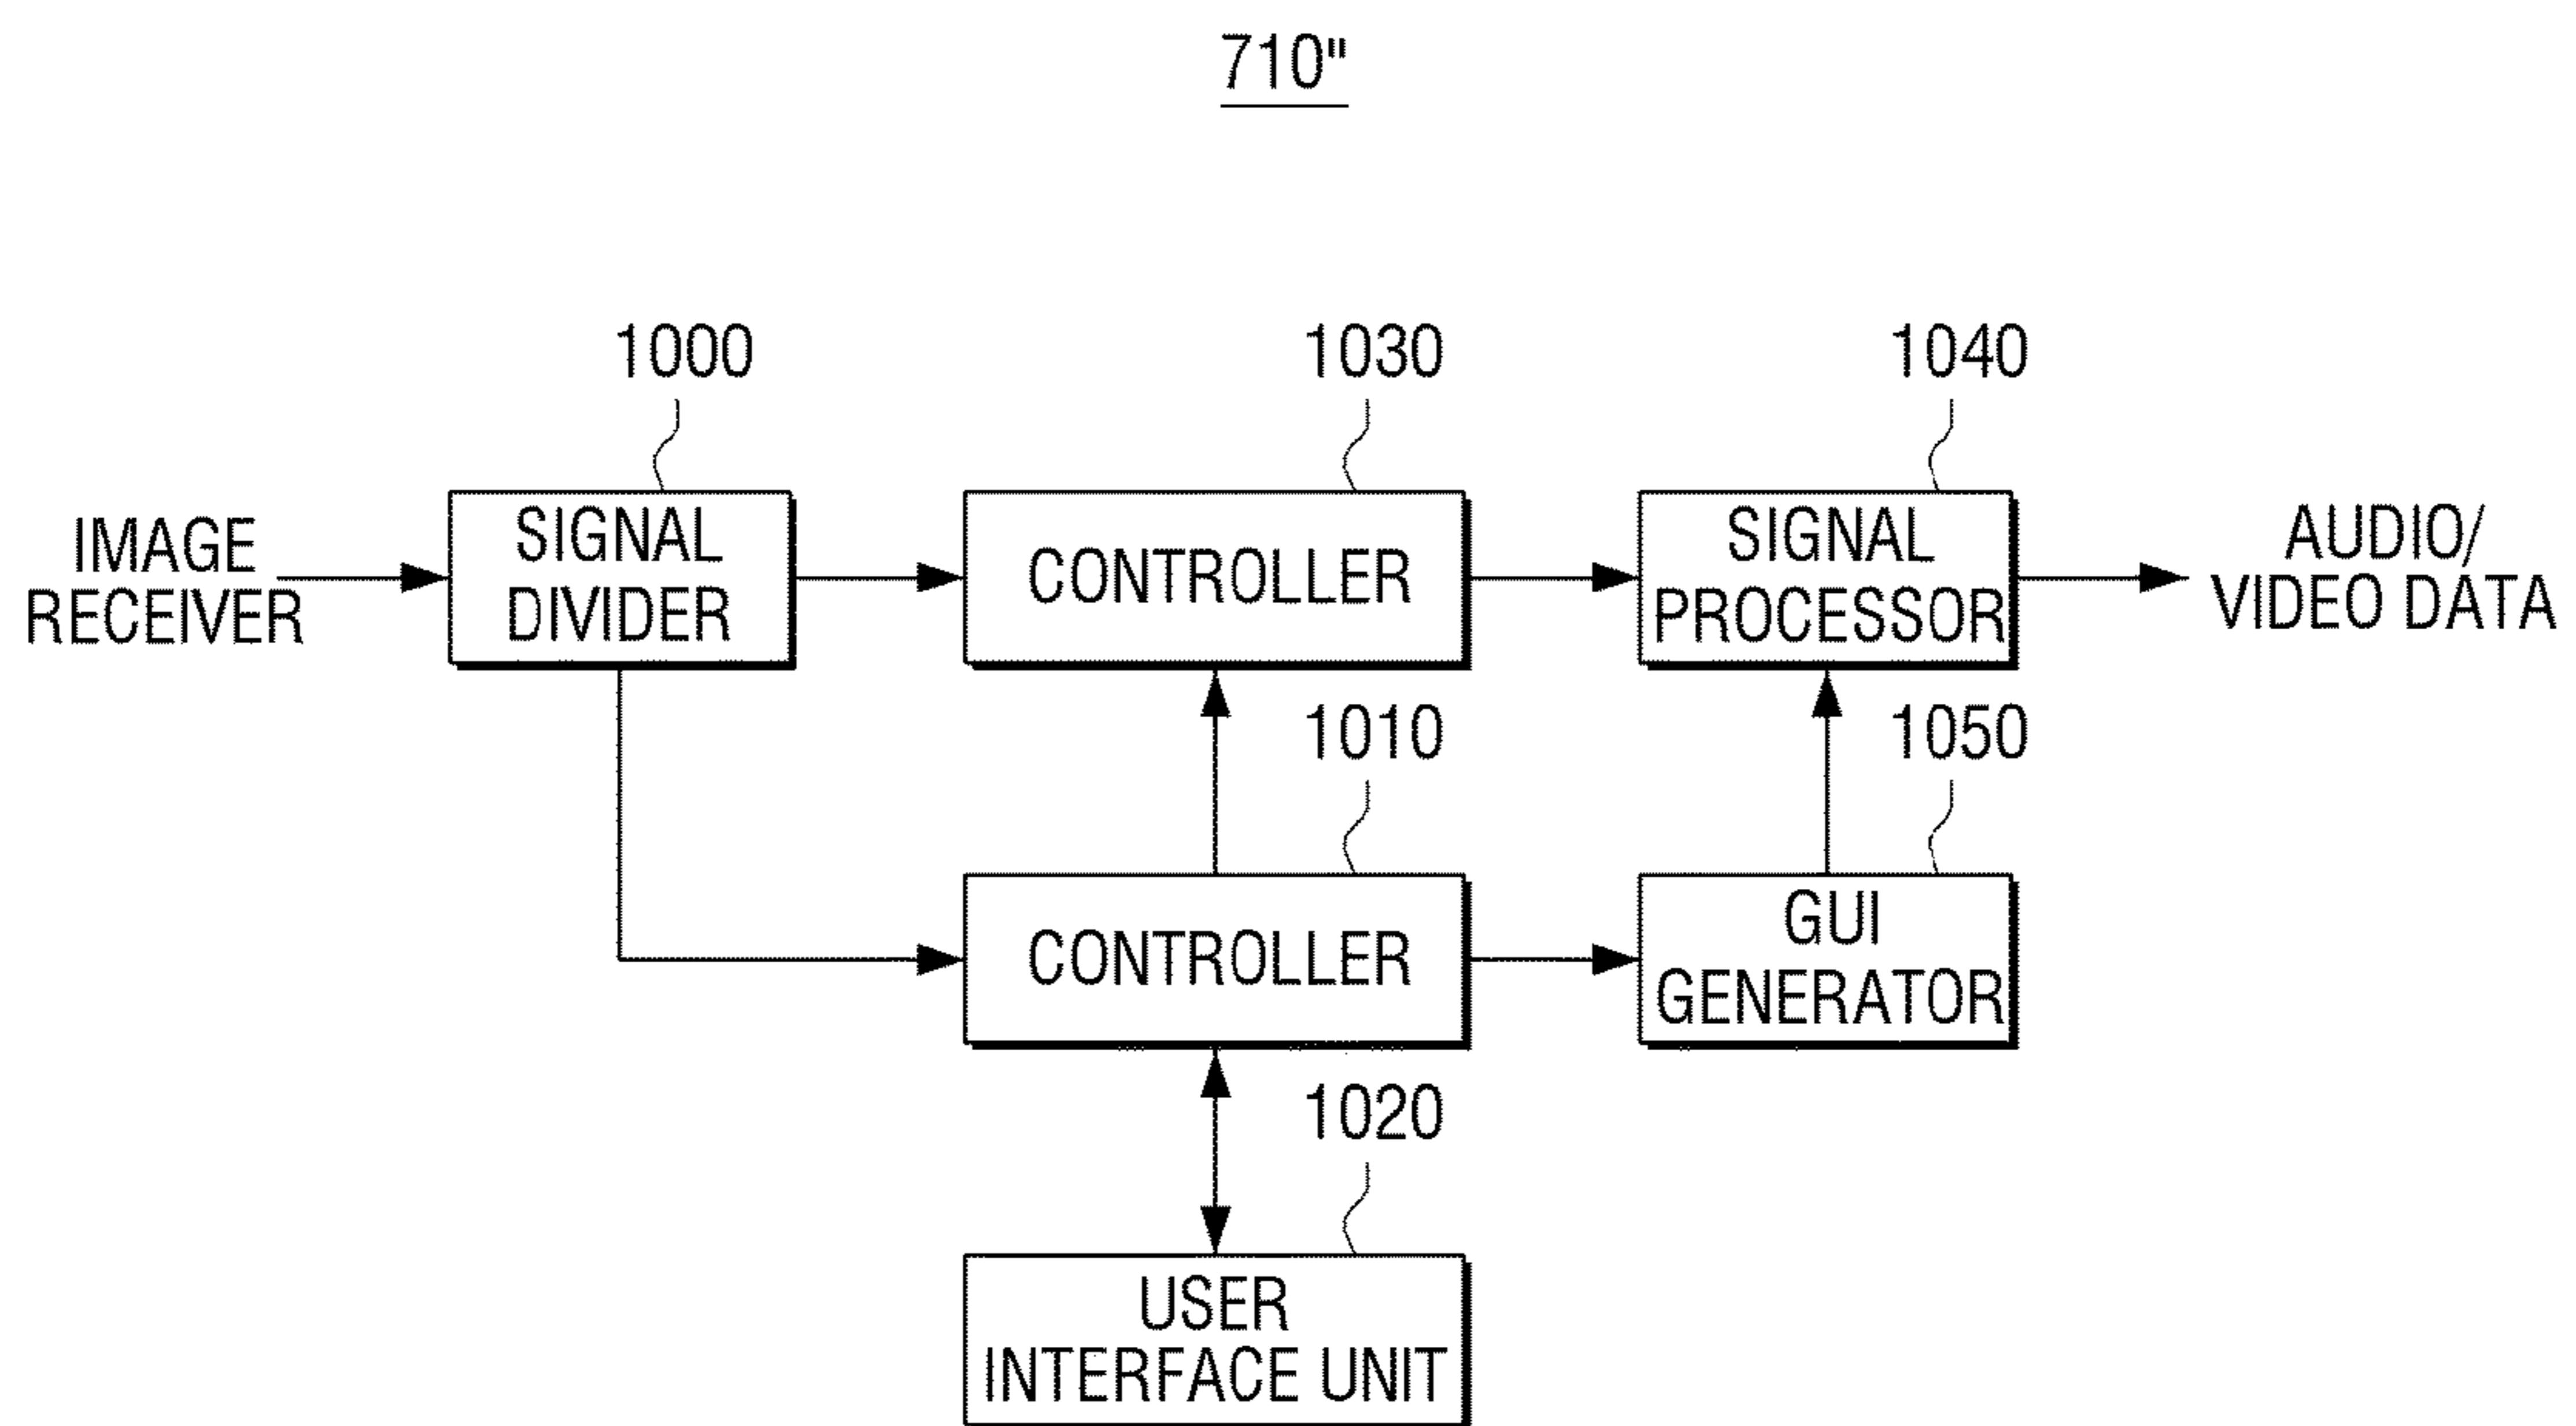 710"
1000
1030
1040
IMAGE
RECEIVER
SIGNAL
DIVIDER
CONTROLLER
SIGNAL
PROCESSOR
AUDIO/
VIDEO DATA
1010
1050
CONTROLLER
GUI
GENERATOR
1020
USER
INTERFACE UNIT